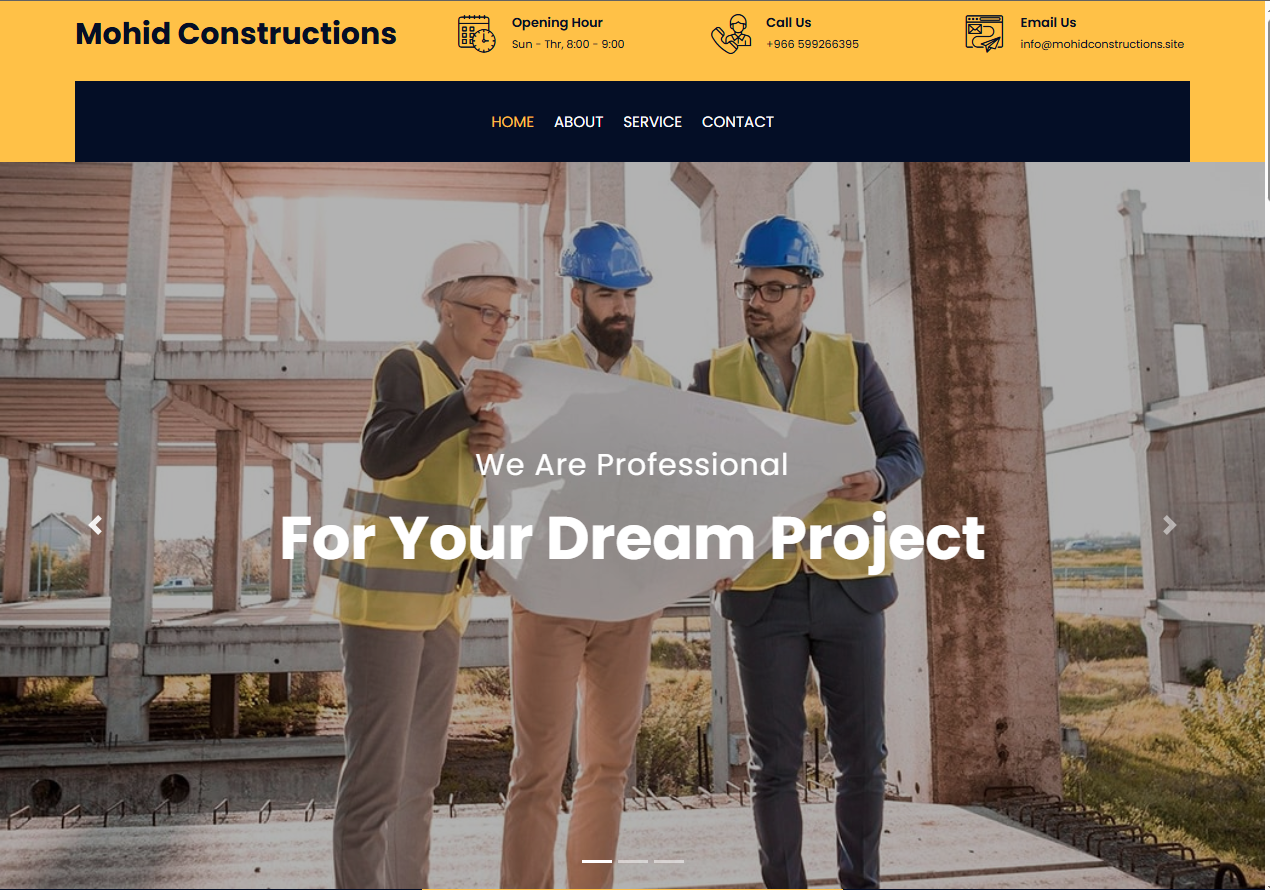 Mohid Constructions
Opening Hour
Sun - Thr, 8:00 - 9:00
Call Us
+966 599266395
Email Us
info@mohidconstructions.site
HOME ABOUT SERVICE CONTACT
We Are Professional
For Your Dream Project